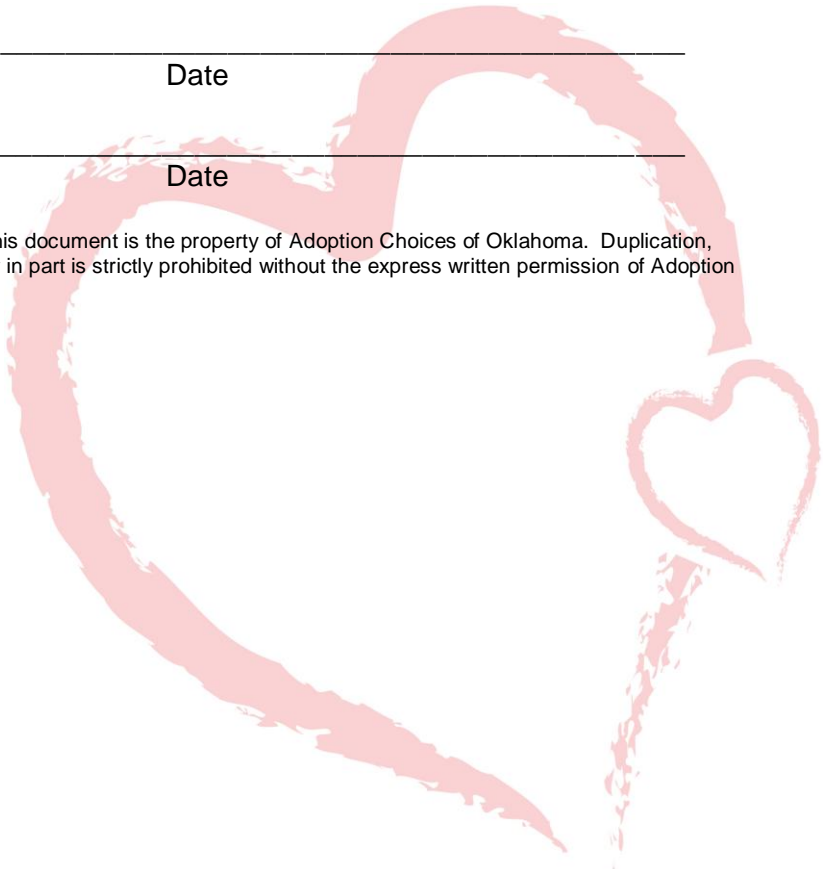 Date
Date
is document is the property of Adoption Choices of Oklahoma. Duplication,
in part is strictly prohibited without the express written permission of Adoption